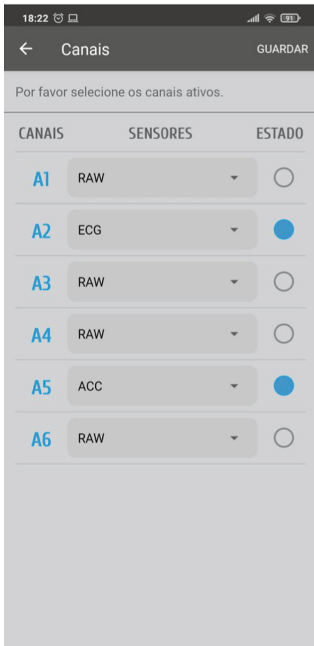 18:22 91
← Canais GUARDAR
Por favor selecione os canais ativos.
CANAIS SENSORES ESTADO
A1 RAW
A2 ECG
A3 RAW
A4 RAW
A5 ACC
A6 RAW